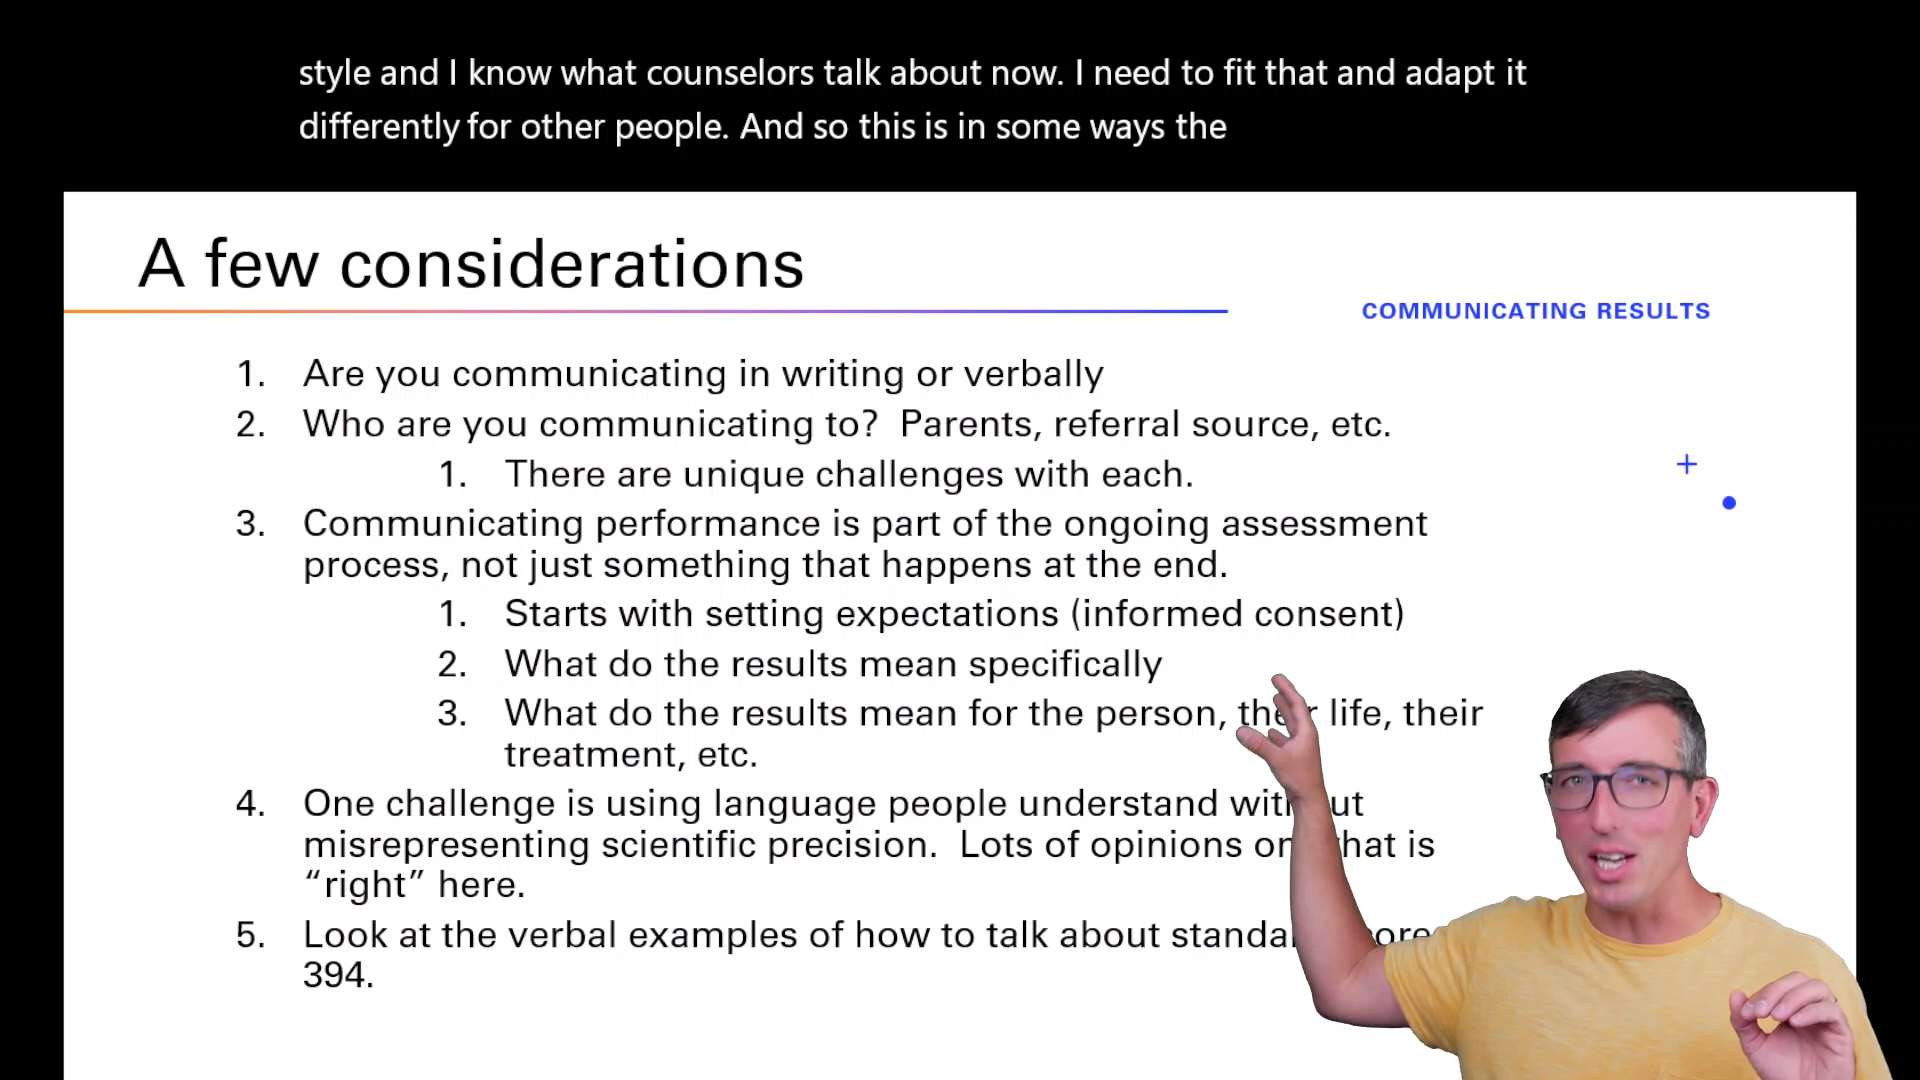 style and I know what counselors talk about now. I need to fit that and adapt it
differently for other people. And so this is in some ways the
A few considerations
COMMUNICATING RESULTS
1. Are you communicating in writing or verbally
2. Who are you communicating to?  Parents, referral source, etc.
1. There are unique challenges with each.
3. Communicating performance is part of the ongoing assessment
process, not just something that happens at the end.
1. Starts with setting expectations (informed consent)
2. What do the results mean specifically
3. What do the results mean for the person, their life, their
treatment, etc.
4. One challenge is using language people understand without
misrepresenting scientific precision.  Lots of opinions on what is
“right” here.
5. Look at the verbal examples of how to talk about
394.